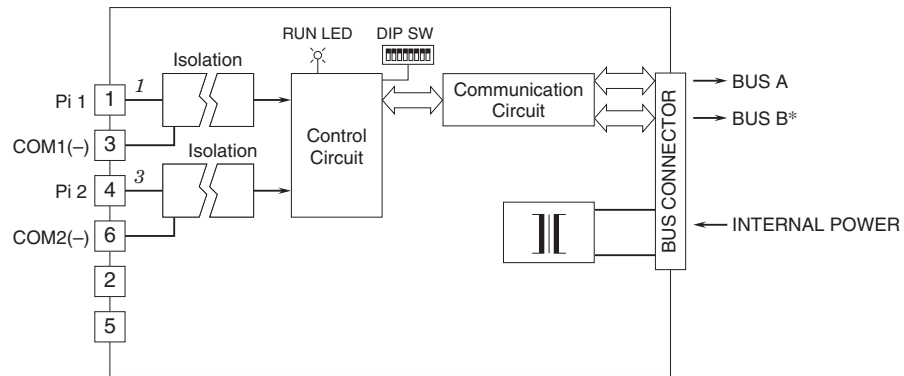 RUN LED
DIP SW
Isolation
Pi 1
1
1
COM1(–)
3
Control
Circuit
Communication
Circuit
BUS CONNECTOR
BUS A
BUS B*
Isolation
Pi 2
4
3
COM2(–)
6
INTERNAL POWER
2
5